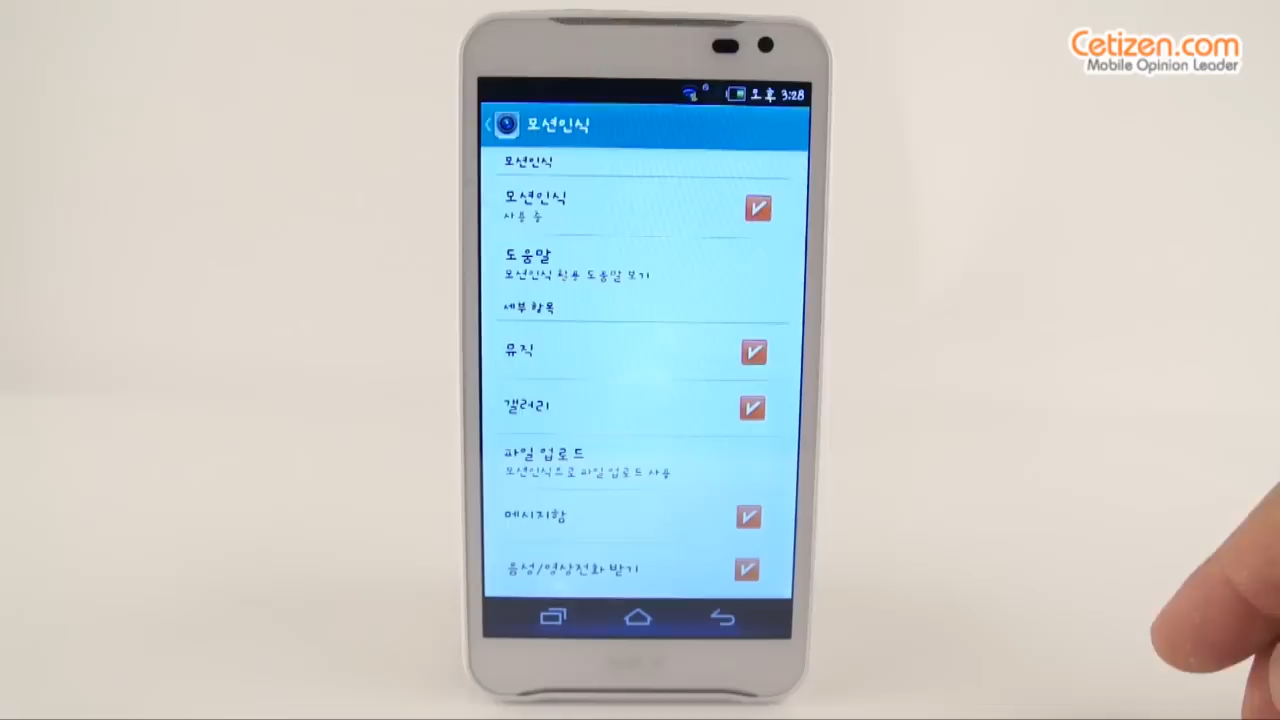 Cetizen.com
Mobile Opinion Leader
오후 3:28
모션인식
모션인식
모션인식
사용 중
도움말
모션인식 활용 도움말 보기
세부 항목
뮤직
갤러리
파일 업로드
모션인식으로 파일 업로드 사용
메시지함
음성/영상전화 받기